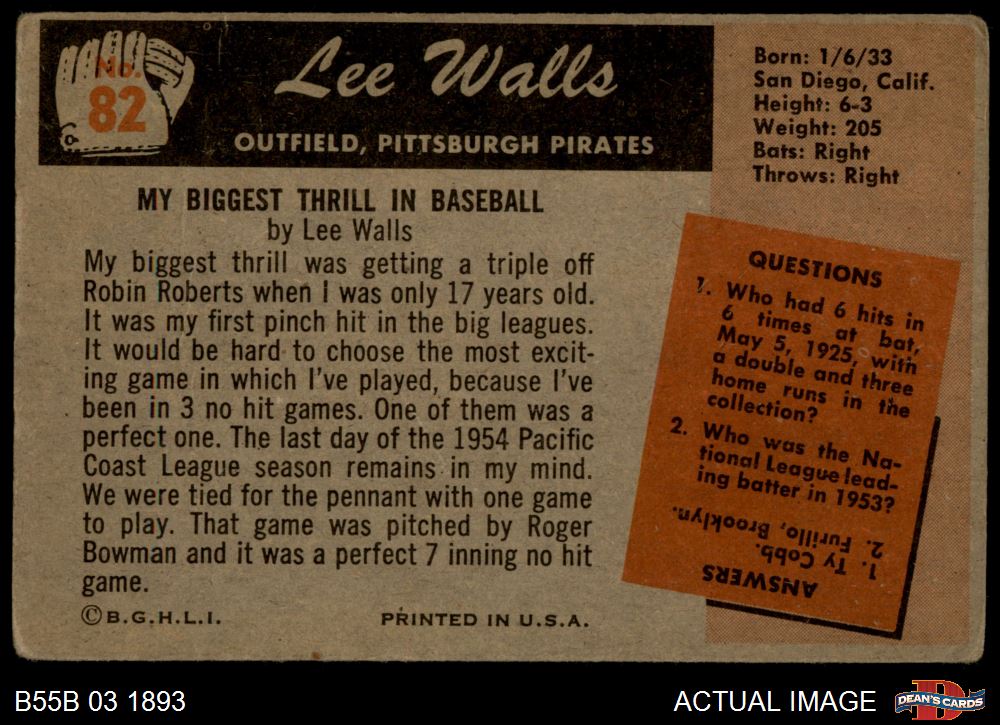 No.
82
Lee Walls
OUTFIELD, PITTSBURGH PIRATES
Born: 1/6/33
San Diego, Calif.
Height: 6-3
Weight: 205
Bats: Right
Throws: Right
MY BIGGEST THRILL IN BASEBALL
by Lee Walls
My biggest thrill was getting a triple off
Robin Roberts when I was only 17 years old.
It was my first pinch hit in the big leagues.
It would be hard to choose the most excit-
ing game in which I've played, because I've
been in 3 no hit games. One of them was a
perfect one. The last day of the 1954 Pacific
Coast League season remains in my mind.
We were tied for the pennant with one game
to play. That game was pitched by Roger
Bowman and it was a perfect 7 inning no hit
game.
©B.G.H.L.I.
PRINTED IN U.S.A.
QUESTIONS
1. Who had 6 hits in
6 times at bat,
May 5, 1925, with
a double and three
home runs in the
collection?
2. Who was the Na-
tional League lead-
ing batter in 1953?
ANSWERS
1. Ty Cobb.
2. Furillo, Brooklyn.
B55B 03 1893
ACTUAL IMAGE
DEAN'S CARDS